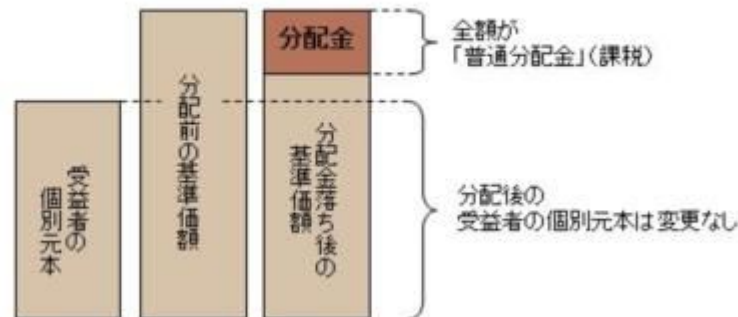 受益者の
個別元本
分配前の基準価額
分配金
分配金落ち後の
基準価額
全額が
「普通分配金」(課税)
分配後の
受益者の個別元本は変更なし